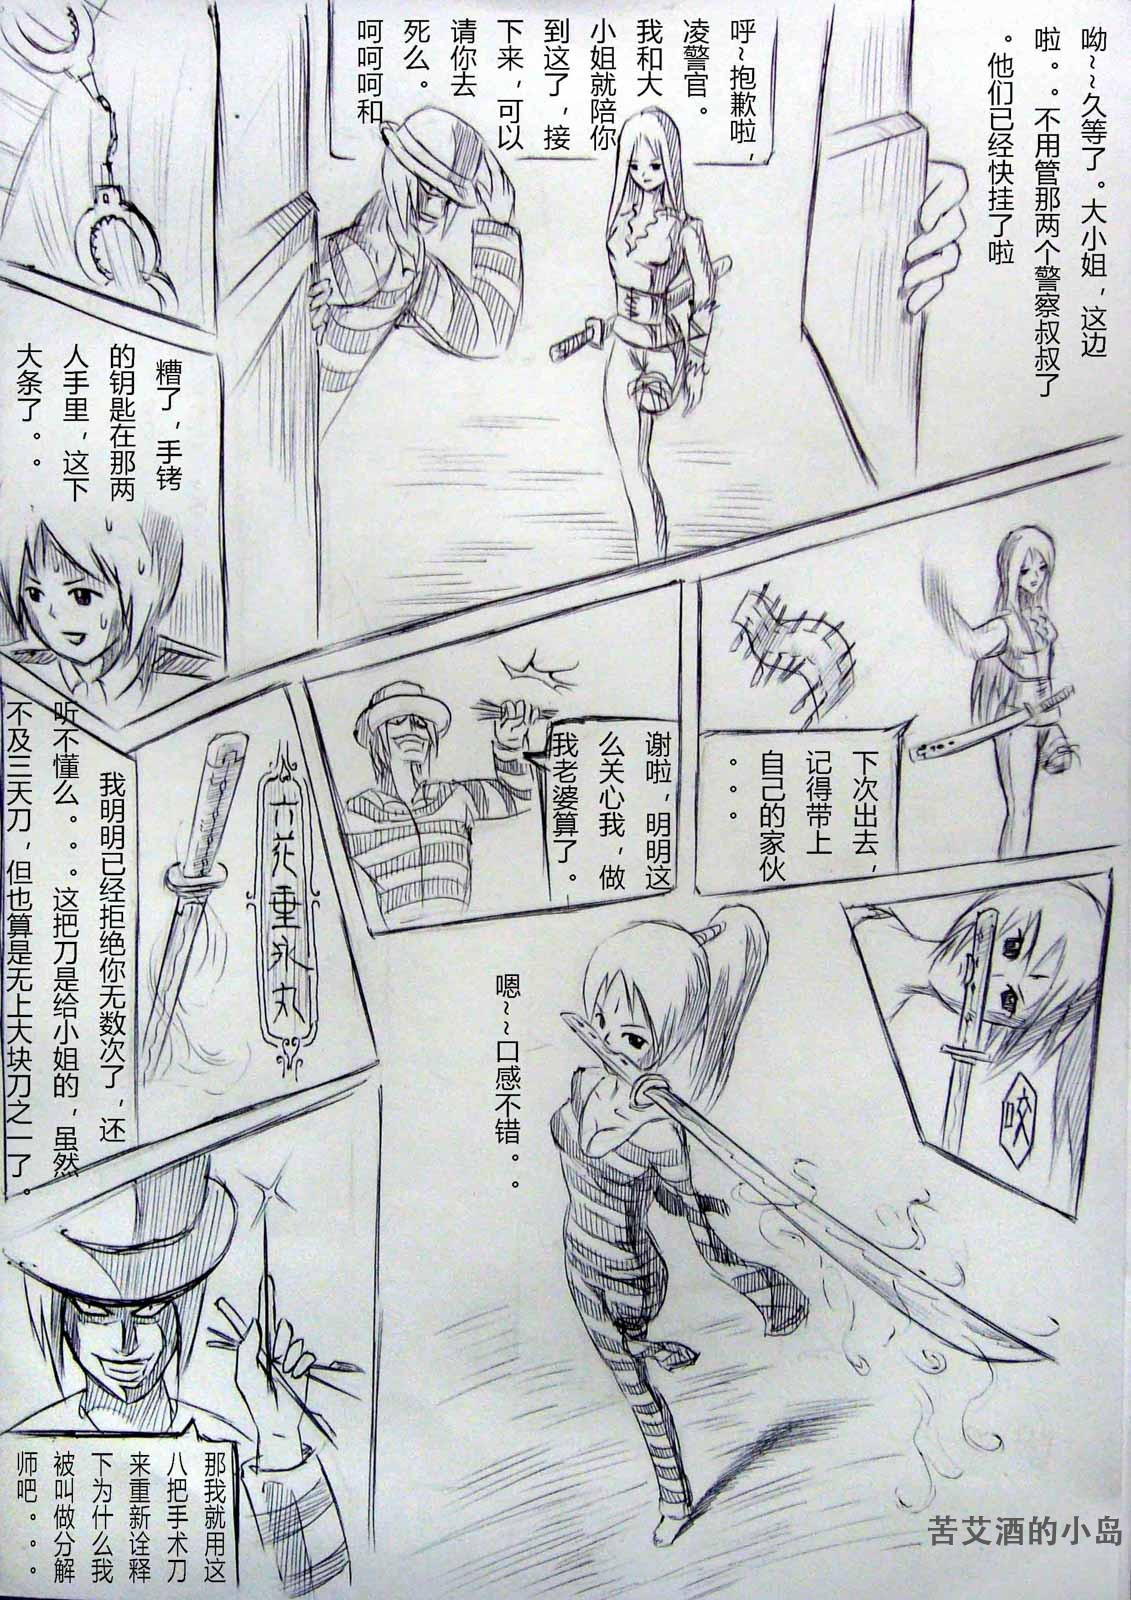 呦~~久等了。大小姐，这边
啦。。不用管那两个警察叔叔了
。他们已经快挂了啦
呼~抱歉啦，
凌警官。
我和大
小姐就陪你
到这了，接
下来，可以
请你去
死么。
呵呵呵和
糟了，手铐
的钥匙在那两
人手里，这下
大条了。。
下次出去，
记得带上
自己的家伙
。。。
谢啦，明明这
么关心我，做
我老婆算了。
六花重氷丸
我明明已经拒绝你无数次了，还
听不懂么。。。这把刀是给小姐的，虽然
不及三天刀，但也算是无上大块刀之一了。
咬
嗯~~口感不错。
那我就用这
八把手术刀
来重新诠释
下为什么我
被叫做分解
师吧。。。
苦艾酒的小岛